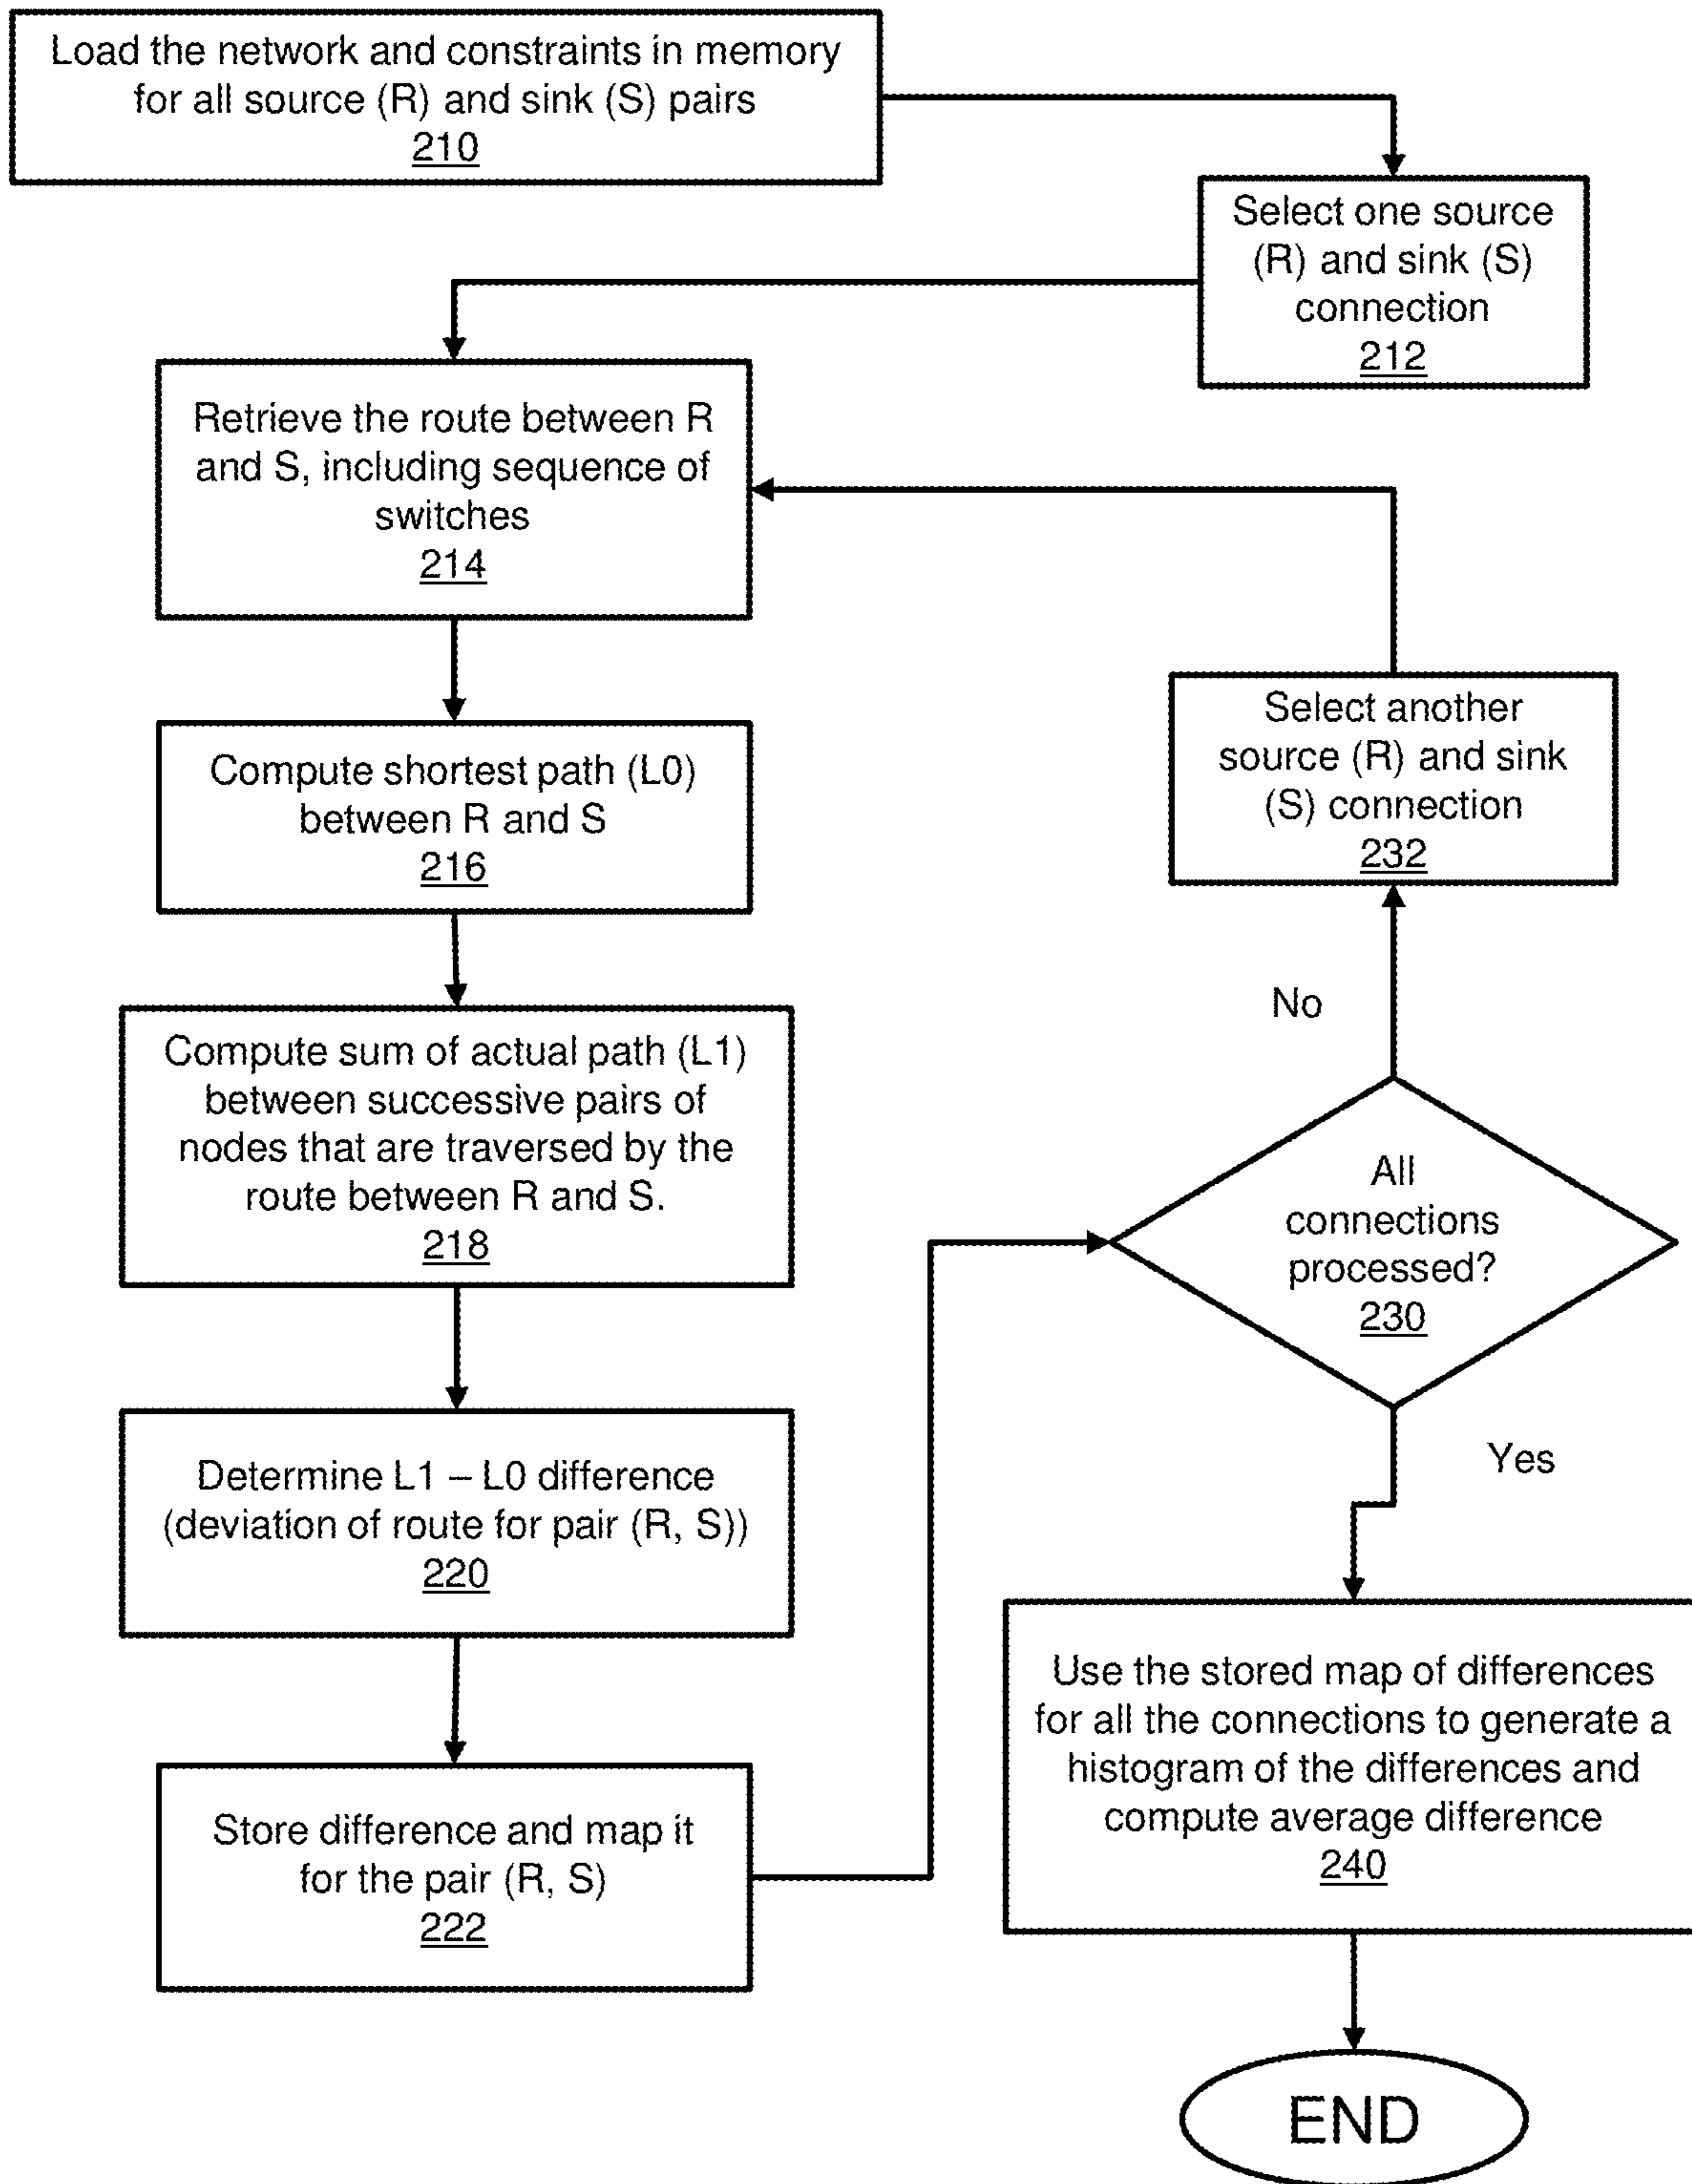 Load the network and constraints in memory
for all source (R) and sink (S) pairs
210
Select one source
(R) and sink (S)
connection
212
Retrieve the route between R
and S, including sequence of
switches
214
Compute shortest path (L0)
between R and S
216
Compute sum of actual path (L1)
between successive pairs of
nodes that are traversed by the
route between R and S.
218
Determine L1 – L0 difference
(deviation of route for pair (R, S))
220
Store difference and map it
for the pair (R, S)
222
All
connections
processed?
230
No
Select another
source (R) and sink
(S) connection
232
Yes
Use the stored map of differences
for all the connections to generate a
histogram of the differences and
compute average difference
240
END